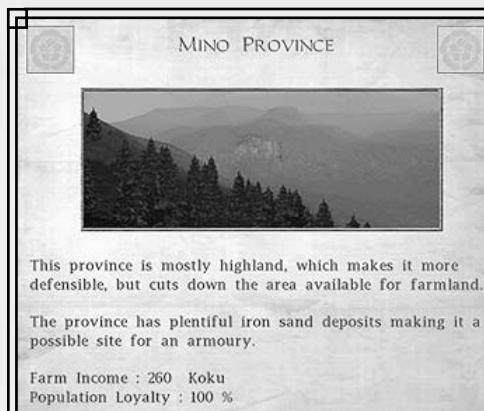 MINO PROVINCE
This province is mostly highland, which makes it more
defensible, but cuts down the area available for farmland.
The province has plentiful iron sand deposits making it a
possible site for an armoury.
Farm Income : 260 Koku
Population Loyalty : 100 %